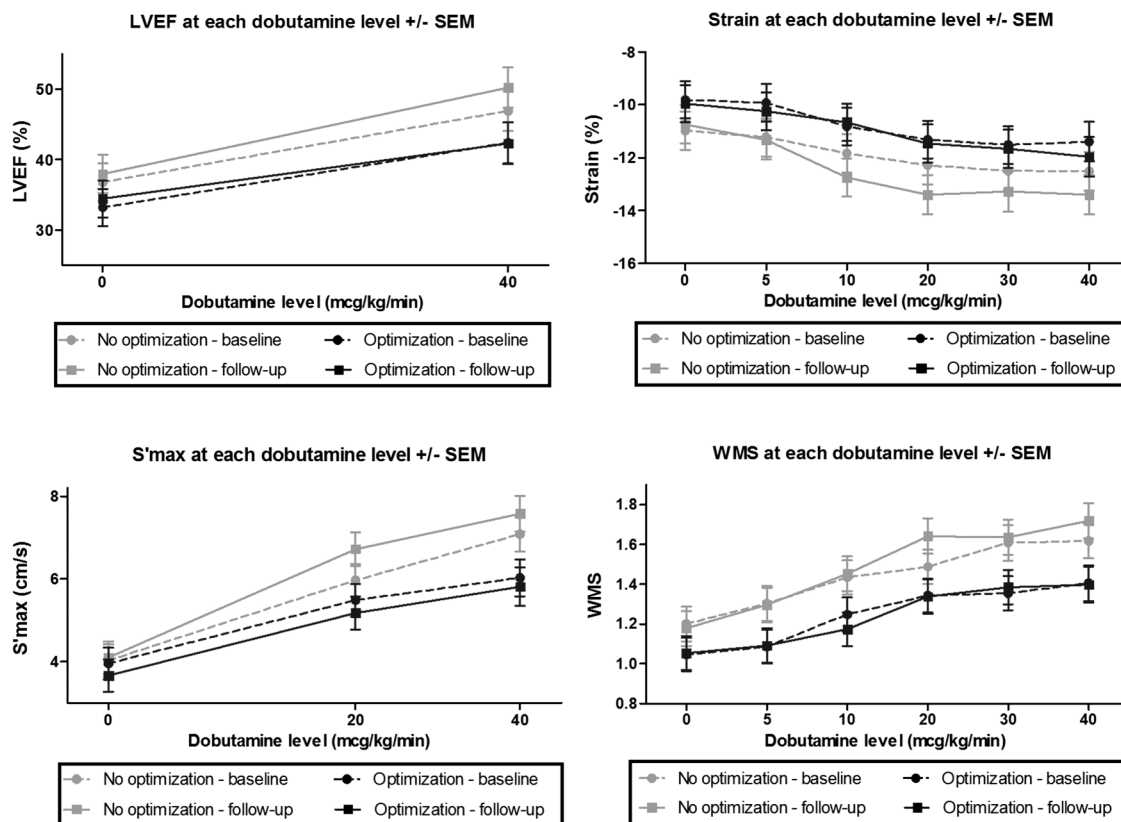 LVEF at each dobutamine level +/- SEM
50
40
30
LVEF (%)
0
40
Dobutamine level (mcg/kg/min)
No optimization - baseline
Optimization - baseline
No optimization - follow-up
Optimization - follow-up
Strain at each dobutamine level +/- SEM
-8
-10
-12
-14
-16
Strain (%)
0
5
10
20
30
40
Dobutamine level (mcg/kg/min)
No optimization - baseline
Optimization - baseline
No optimization - follow-up
Optimization - follow-up
S'max at each dobutamine level +/- SEM
8
6
4
S'max (cm/s)
0
20
40
Dobutamine level (mcg/kg/min)
No optimization - baseline
Optimization - baseline
No optimization - follow-up
Optimization - follow-up
WMS at each dobutamine level +/- SEM
1.8
1.6
1.4
1.2
1.0
0.8
WMS
0
5
10
20
30
40
Dobutamine level (mcg/kg/min)
No optimization - baseline
Optimization - baseline
No optimization - follow-up
Optimization - follow-up